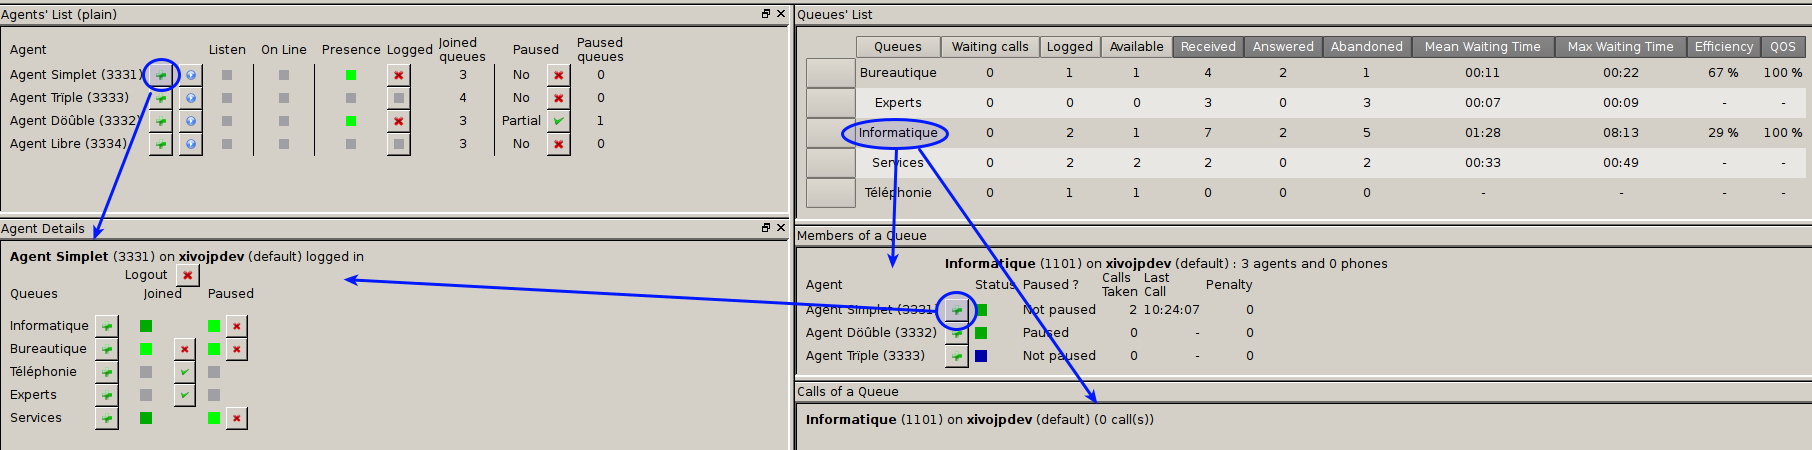 Agents' List (plain)
Agent Listen On Line Presence Logged Joined queues Paused Paused queues
Agent Simplet (3331) 3 No 0
Agent Trïple (3333) 4 No 0
Agent Döûble (3332) 3 Partial 1
Agent Libre (3334) 3 No 0
Agent Details
Agent Simplet (3331) on xivojpdev (default) logged in
Logout
Queues Joined Paused
Informatique
Bureautique
Téléphonie
Experts
Services
Queues' List
Queues Waiting calls Logged Available Received Answered Abandoned Mean Waiting Time Max Waiting Time Efficiency QOS
Bureautique 0 1 1 4 2 1 00:11 00:22 67 % 100 %
Experts 0 0 0 3 0 3 00:07 00:09 - -
Informatique 0 2 1 7 2 5 01:28 08:13 29 % 100 %
Services 0 2 2 2 0 2 00:33 00:49 - -
Téléphonie 0 1 1 0 0 0 - - - -
Members of a Queue
Informatique (1101) on xivojpdev (default) : 3 agents and 0 phones
Agent Status Paused ? Calls Taken Last Call Penalty
Agent Simplet (3331) Not paused 2 10:24:07 0
Agent Döûble (3332) Paused 0 - 0
Agent Trïple (3333) Not paused 0 - 0
Calls of a Queue
Informatique (1101) on xivojpdev (default) (0 call(s))